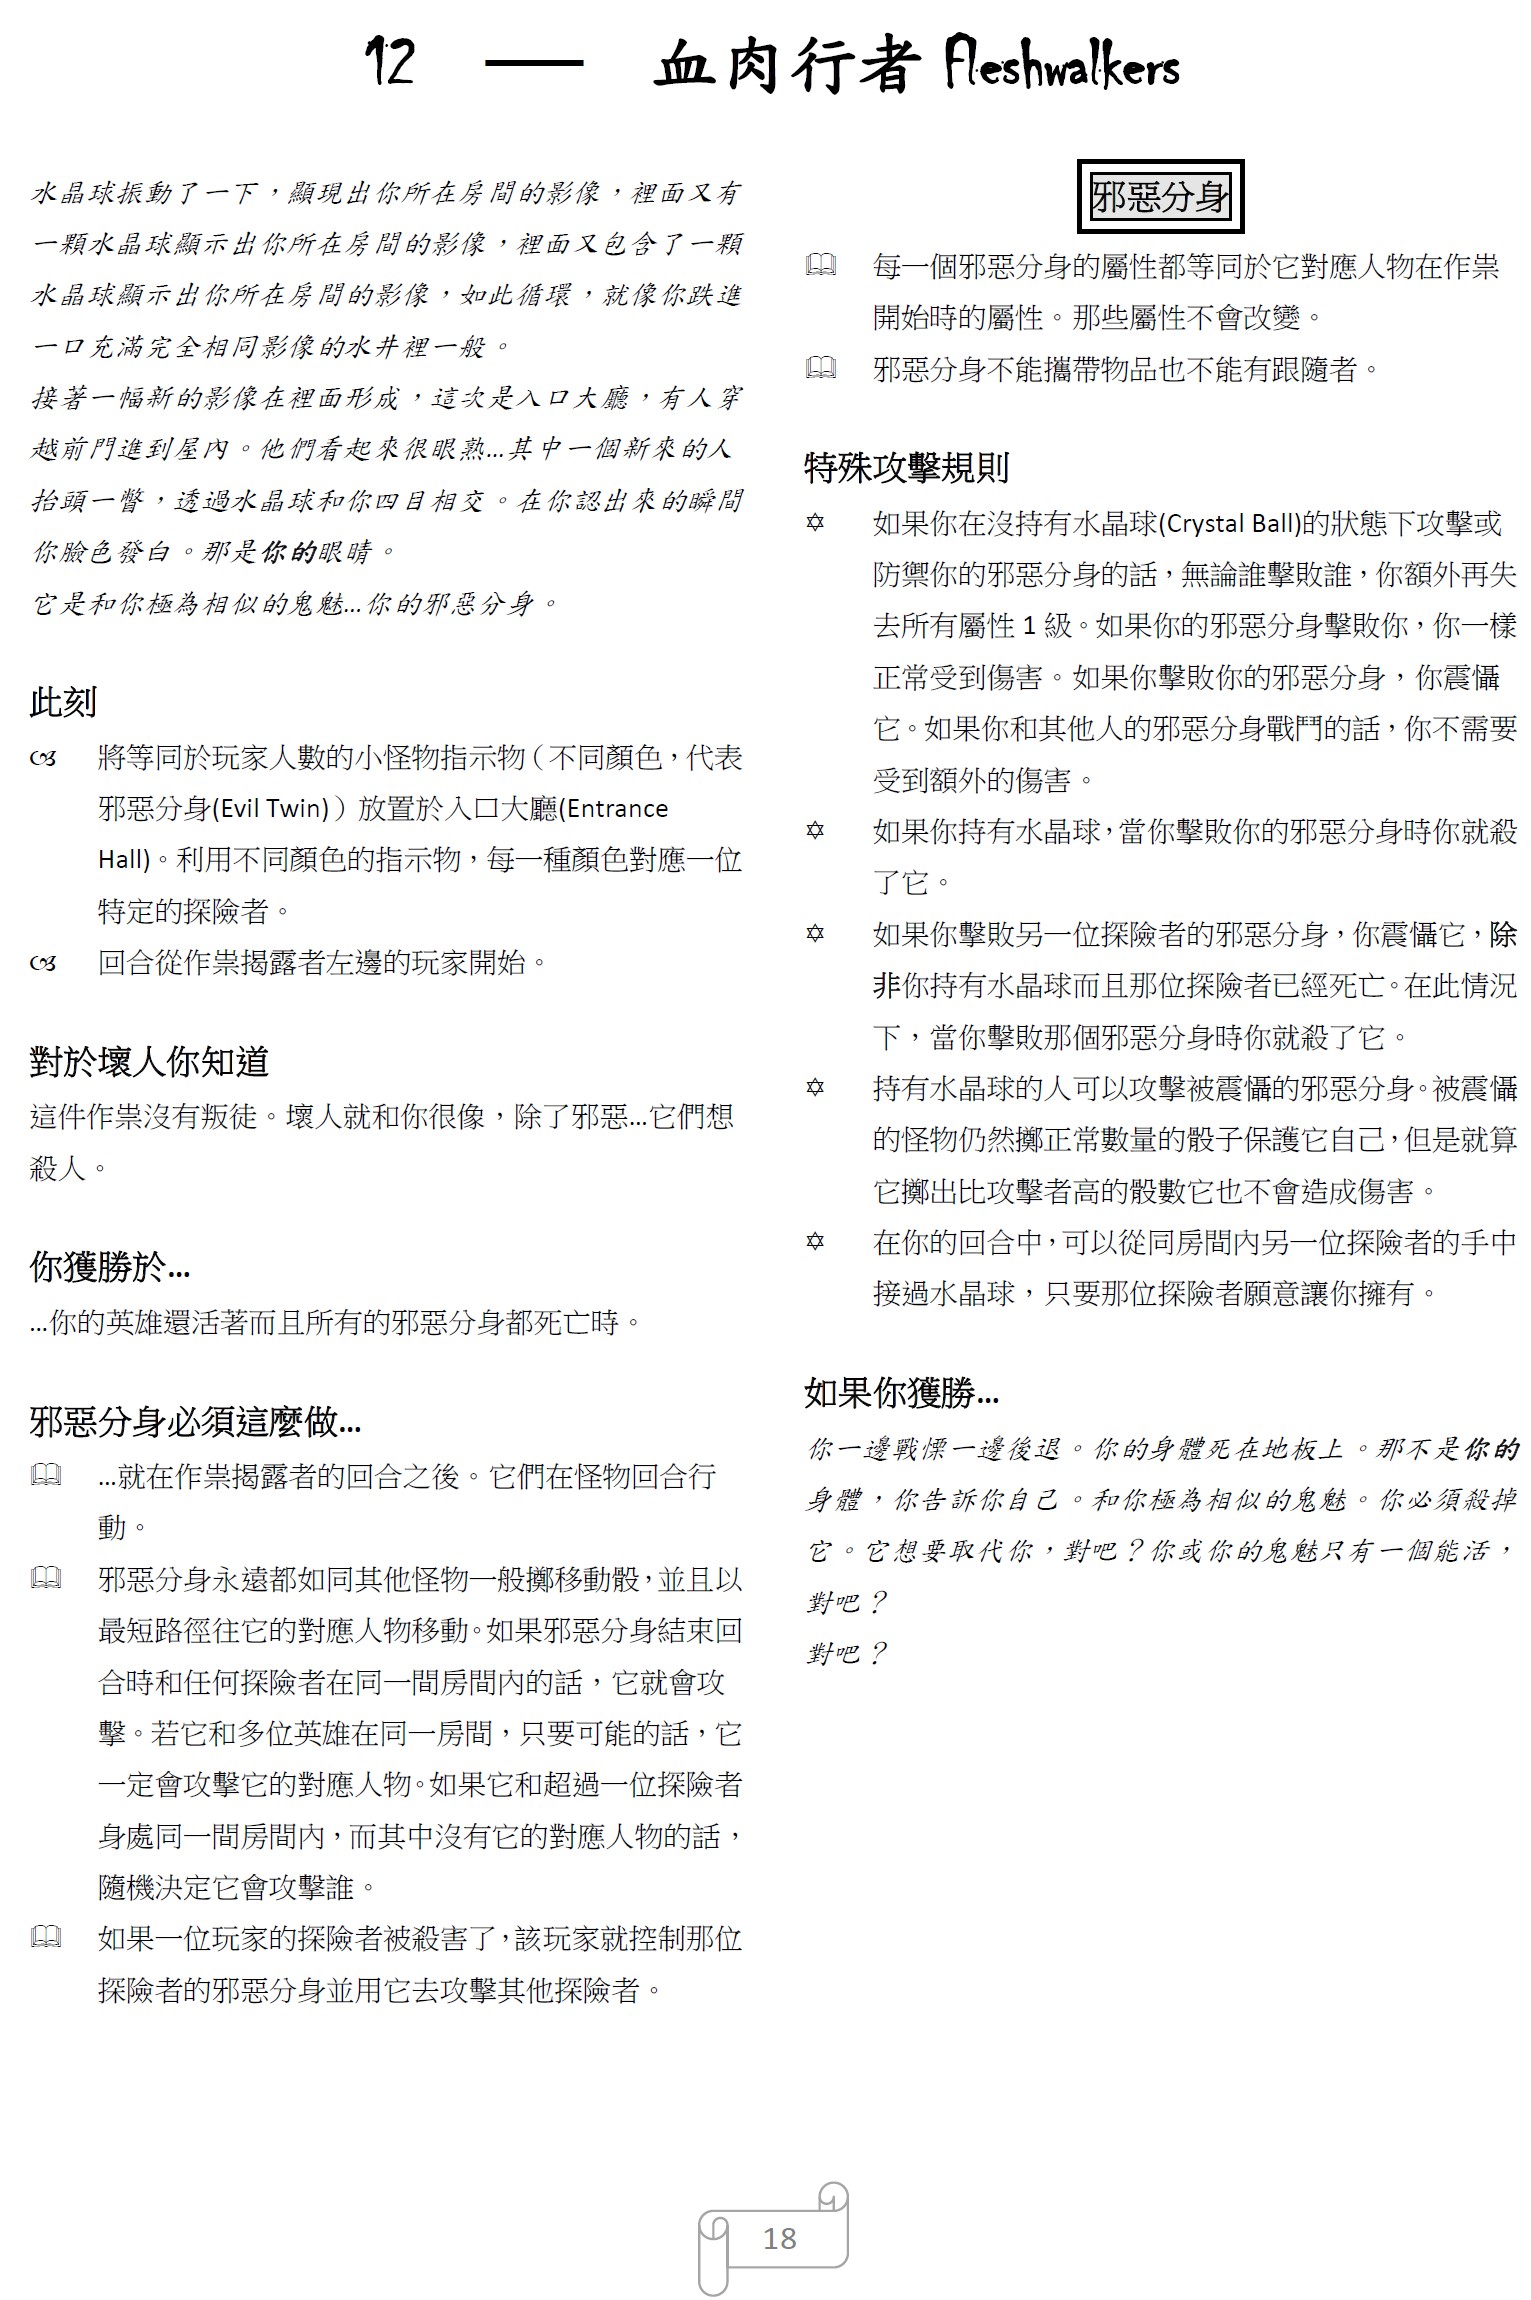 12 — 血肉行者 Fleshwalkers
水晶球振動了一下，顯現出你所在房間的影像，裡面又有
一顆水晶球顯示出你所在房間的影像，裡面又包含了一顆
水晶球顯示出你所在房間的影像，如此循環，就像你跌進
一口充滿完全相同影像的水井裡一般。
接著一幅新的影像在裡面形成，這次是入口大廳，有人穿
越前門進到屋內。他們看起來很眼熟…其中一個新來的人
抬頭一瞥，透過水晶球和你四目相交。在你認出來的瞬間
你臉色發白。那是你的眼睛。
它是和你極為相似的鬼魅…你的邪惡分身。
此刻
將等同於玩家人數的小怪物指示物（不同顏色，代表
邪惡分身(Evil Twin)）放置於入口大廳(Entrance
Hall)。利用不同顏色的指示物，每一種顏色對應一位
特定的探險者。
回合從作祟揭露者左邊的玩家開始。
對於壞人你知道
這件作祟沒有叛徒。壞人就和你很像，除了邪惡…它們想
殺人。
你獲勝於…
…你的英雄還活著而且所有的邪惡分身都死亡時。
邪惡分身必須這麼做…
🕮 …就在作祟揭露者的回合之後。它們在怪物回合行
動。
🕮 邪惡分身永遠都如同其他怪物一般擲移動骰，並且以
最短路徑往它的對應人物移動。如果邪惡分身結束回
合時和任何探險者在同一間房間內的話，它就會攻
擊。若它和多位英雄在同一房間，只要可能的話，它
一定會攻擊它的對應人物。如果它和超過一位探險者
身處同一間房間內，而其中沒有它的對應人物的話，
隨機決定它會攻擊誰。
🕮 如果一位玩家的探險者被殺害了，該玩家就控制那位
探險者的邪惡分身並用它去攻擊其他探險者。
邪惡分身
🕮 每一個邪惡分身的屬性都等同於它對應人物在作祟
開始時的屬性。那些屬性不會改變。
🕮 邪惡分身不能攜帶物品也不能有跟隨者。
特殊攻擊規則
✡ 如果你在沒持有水晶球(Crystal Ball)的狀態下攻擊或
防禦你的邪惡分身的話，無論誰擊敗誰，你額外再失
去所有屬性 1 級。如果你的邪惡分身擊敗你，你一樣
正常受到傷害。如果你擊敗你的邪惡分身，你震懾
它。如果你和其他人的邪惡分身戰鬥的話，你不需要
受到額外的傷害。
✡ 如果你持有水晶球，當你擊敗你的邪惡分身時你就殺
了它。
✡ 如果你擊敗另一位探險者的邪惡分身，你震懾它，除
非你持有水晶球而且那位探險者已經死亡。在此情況
下，當你擊敗那個邪惡分身時你就殺了它。
✡ 持有水晶球的人可以攻擊被震懾的邪惡分身。被震懾
的怪物仍然擲正常數量的骰子保護它自己，但是就算
它擲出比攻擊者高的骰數它也不會造成傷害。
✡ 在你的回合中，可以從同房間內另一位探險者的手中
接過水晶球，只要那位探險者願意讓你擁有。
如果你獲勝…
你一邊戰慄一邊後退。你的身體死在地板上。那不是你的
身體，你告訴你自己。和你極為相似的鬼魅。你必須殺掉
它。它想要取代你，對吧？你或你的鬼魅只有一個能活，
對吧？
對吧？
18